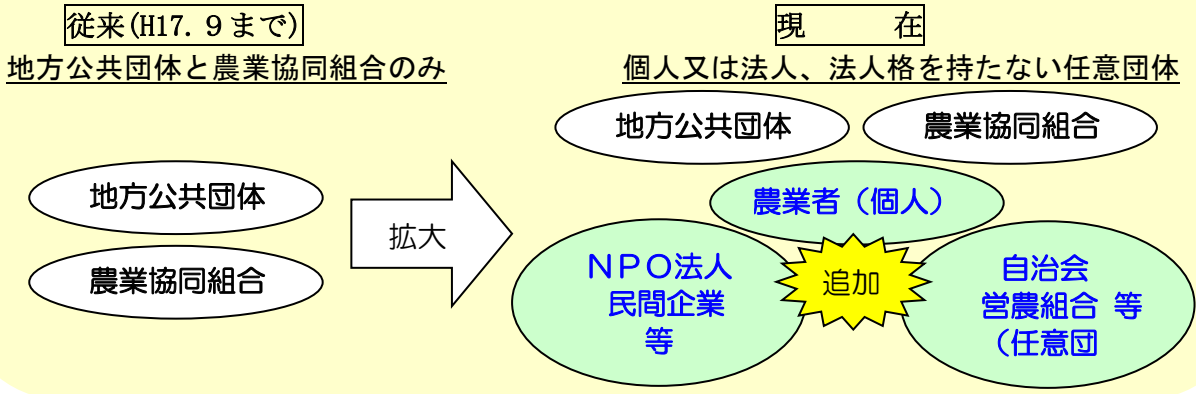 従来(H17.９まで)
地方公共団体と農業協同組合のみ
地方公共団体
農業協同組合
拡大
現　　　在
個人又は法人、法人格を持たない任意団体
地方公共団体
農業協同組合
農業者（個人）
ＮＰＯ法人
民間企業
等
追加
自治会
営農組合 等
（任意団